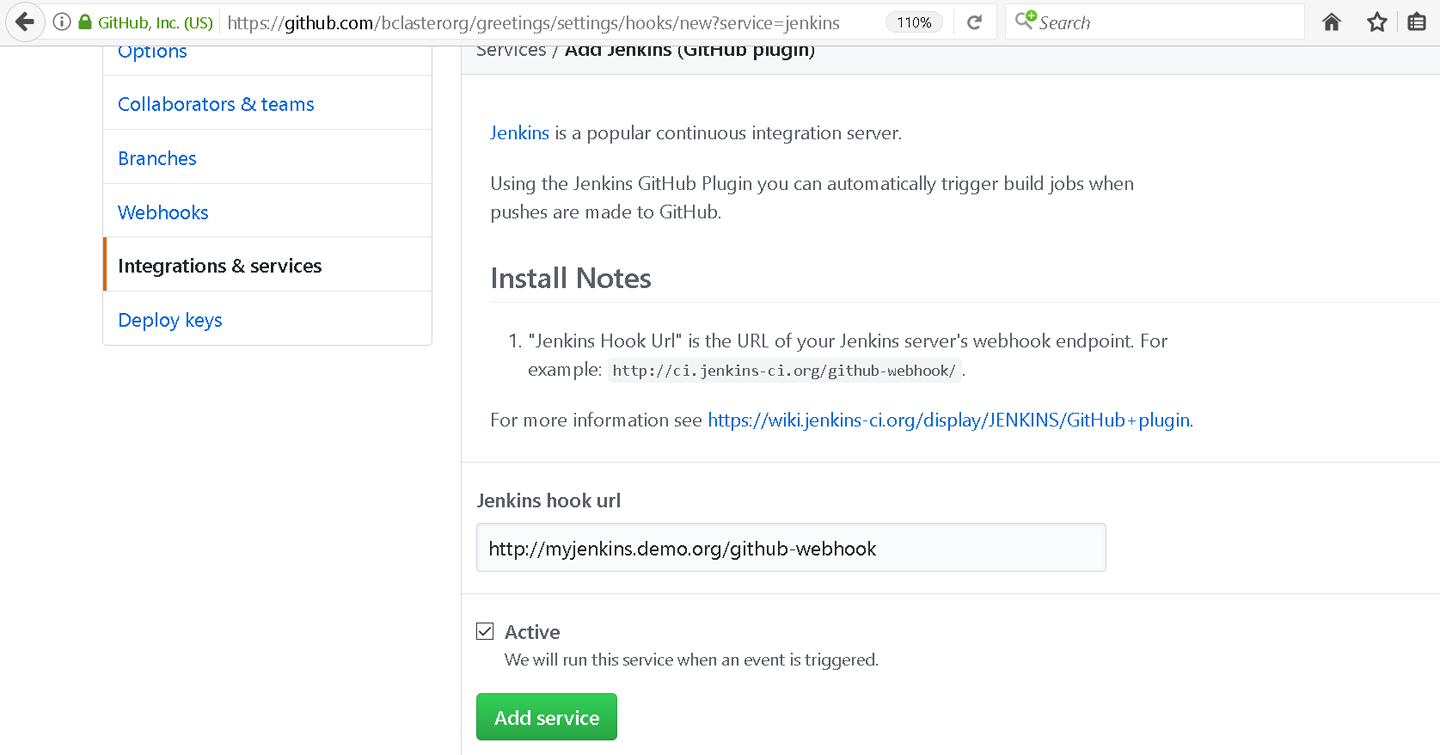 GitHub, Inc. (US)
https://github.com/bclasterorg/greetings/settings/hooks/new?service=jenkins
110%
Search
Options
Collaborators & teams
Branches
Webhooks
Integrations & services
Deploy keys
Services / Add Jenkins (GitHub plugin)
Jenkins is a popular continuous integration server.
Using the Jenkins GitHub Plugin you can automatically trigger build jobs when
pushes are made to GitHub.
Install Notes
1. "Jenkins Hook Url" is the URL of your Jenkins server's webhook endpoint. For
example: http://ci.jenkins-ci.org/github-webhook/ .
For more information see https://wiki.jenkins-ci.org/display/JENKINS/GitHub+plugin.
Jenkins hook url
http://myjenkins.demo.org/github-webhook
Active
We will run this service when an event is triggered.
Add service